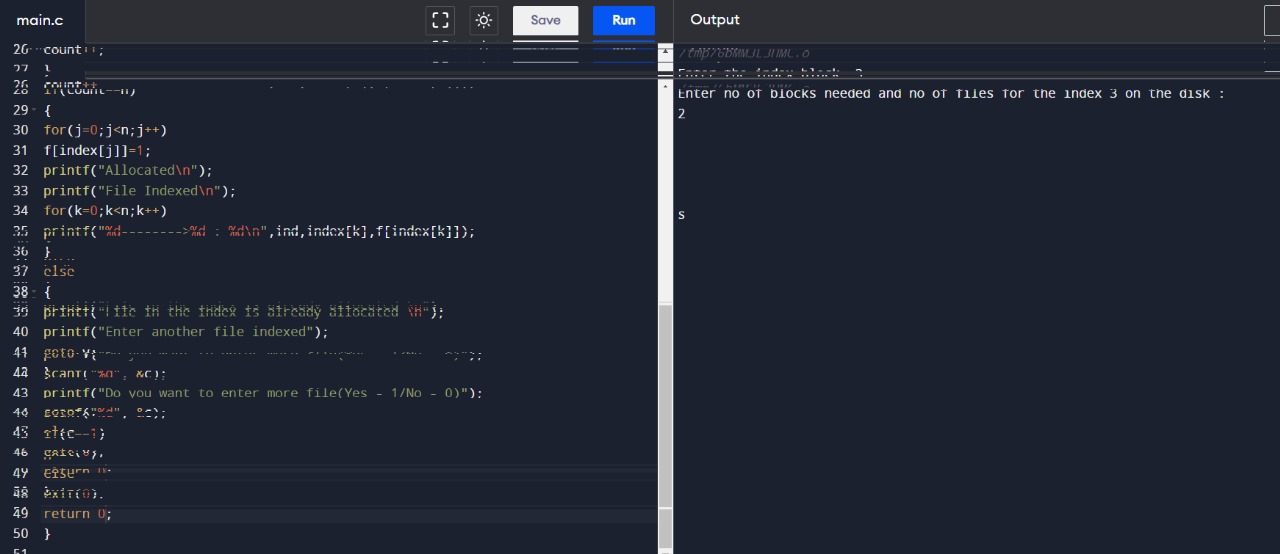 main.c
Save
Run
Output
26 count++;
27 }
28 if(count==n)
29 {
30 for(j=0;j<n;j++)
31 f[index[j]]=1;
32 printf("Allocated\n");
33 printf("File Indexed\n");
34 for(k=0;k<n;k++)
35 printf("%d-------->%d : %d\n",ind,index[k],f[index[k]]);
36 }
37 else
38 {
39 printf("File in the index is already allocated \n");
40 printf("Enter another file indexed");
41 goto
44 scanf("%d", &c);
43 printf("Do you want to enter more file(Yes - 1/No - 0)");
44 scanf("%d", &c);
45 if(c==1)
46
49 else
48 exit(0);
49 return 0;
50 }
51
Enter the index block: 3
Enter no of blocks needed and no of files for the index 3 on the disk :
2
s